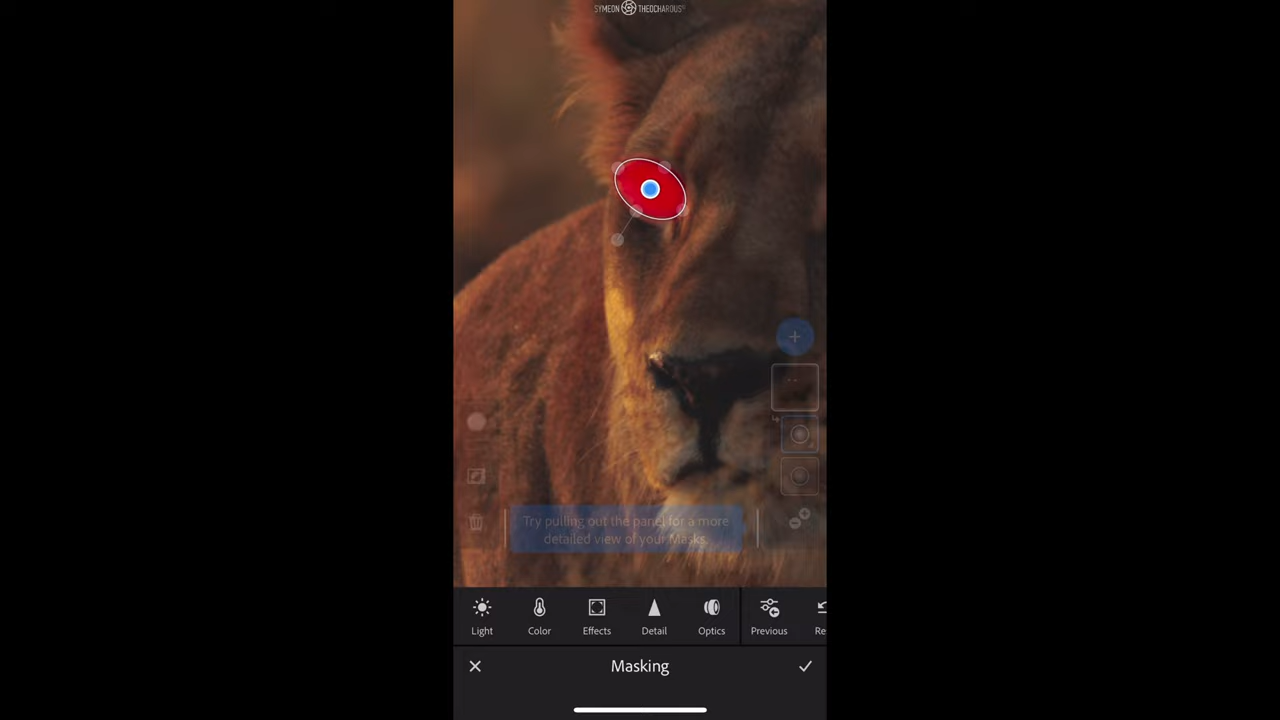 SYMEON THEOCHAROUS
Try pulling out the panel for a more
detailed view of your Masks.
Light Color Effects Detail Optics Previous Re
Masking